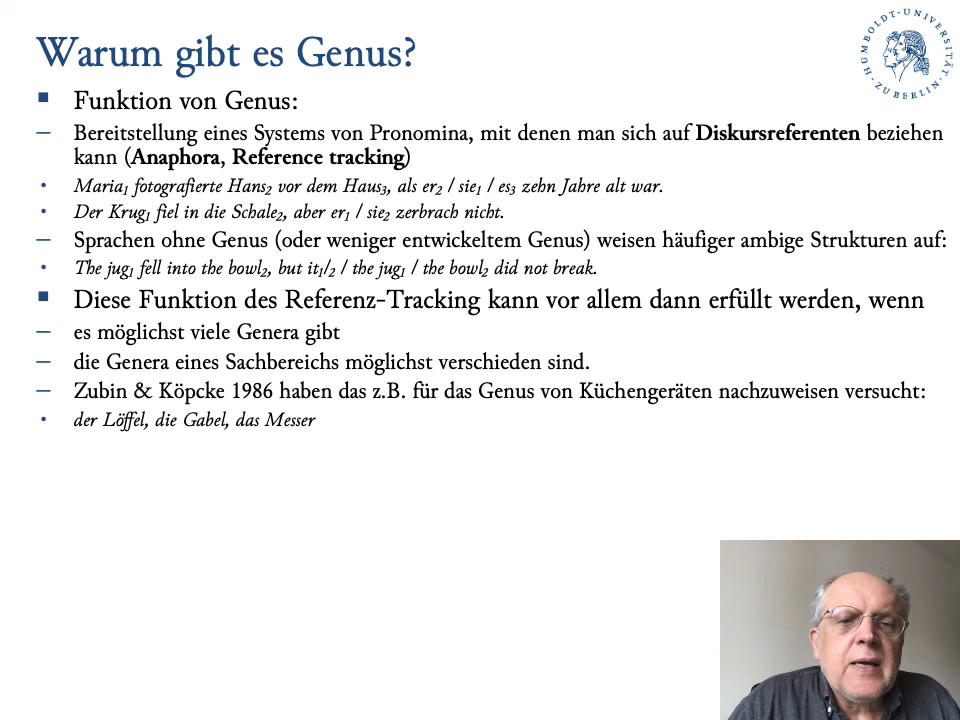 Warum gibt es Genus?
HUMBOLDT-UNIVERSITÄT ZU BERLIN
▪ Funktion von Genus:
– Bereitstellung eines Systems von Pronomina, mit denen man sich auf Diskursreferenten beziehen
kann (Anaphora, Reference tracking)
• Maria₁ fotografierte Hans₂ vor dem Haus₃, als er₂ / sie₁ / es₃ zehn Jahre alt war.
• Der Krug₁ fiel in die Schale₂, aber er₁ / sie₂ zerbrach nicht.
– Sprachen ohne Genus (oder weniger entwickeltem Genus) weisen häufiger ambige Strukturen auf:
• The jug₁ fell into the bowl₂, but it₁/₂ / the jug₁ / the bowl₂ did not break.
▪ Diese Funktion des Referenz-Tracking kann vor allem dann erfüllt werden, wenn
– es möglichst viele Genera gibt
– die Genera eines Sachbereichs möglichst verschieden sind.
– Zubin & Köpcke 1986 haben das z.B. für das Genus von Küchengeräten nachzuweisen versucht:
• der Löffel, die Gabel, das Messer